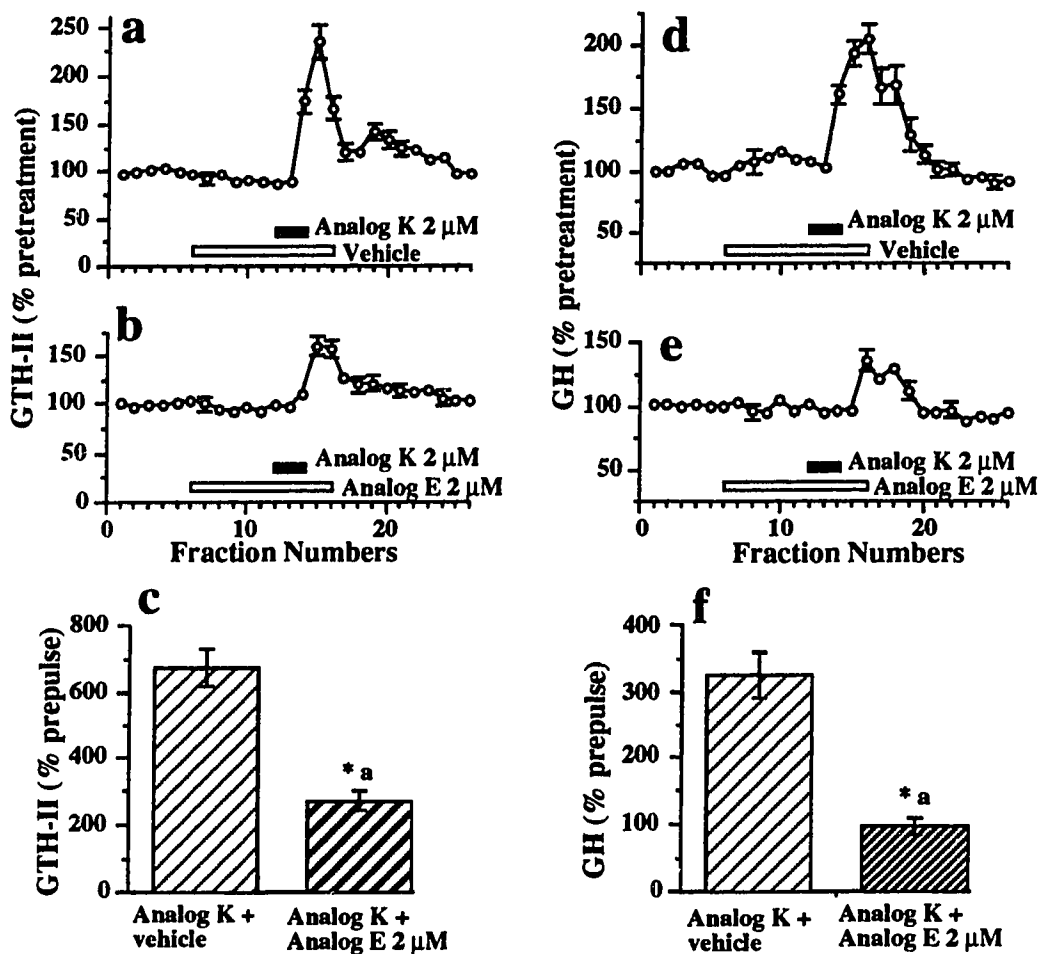 a
GTH-II (% pretreatment)
250
200
150
100
50
0
Analog K 2 µM
Vehicle
b
150
100
50
0
Analog K 2 µM
Analog E 2 µM
0 10 20
Fraction Numbers
d
GH (% pretreatment)
200
150
100
50
Analog K 2 µM
Vehicle
e
150
100
50
Analog K 2 µM
Analog E 2 µM
0 10 20
Fraction Numbers
c
GTH-II (% prepulse)
800
600
400
200
0
* a
Analog K +
vehicle
Analog K +
Analog E 2 µM
f
GH (% prepulse)
400
300
200
100
0
* a
Analog K +
vehicle
Analog K +
Analog E 2 µM